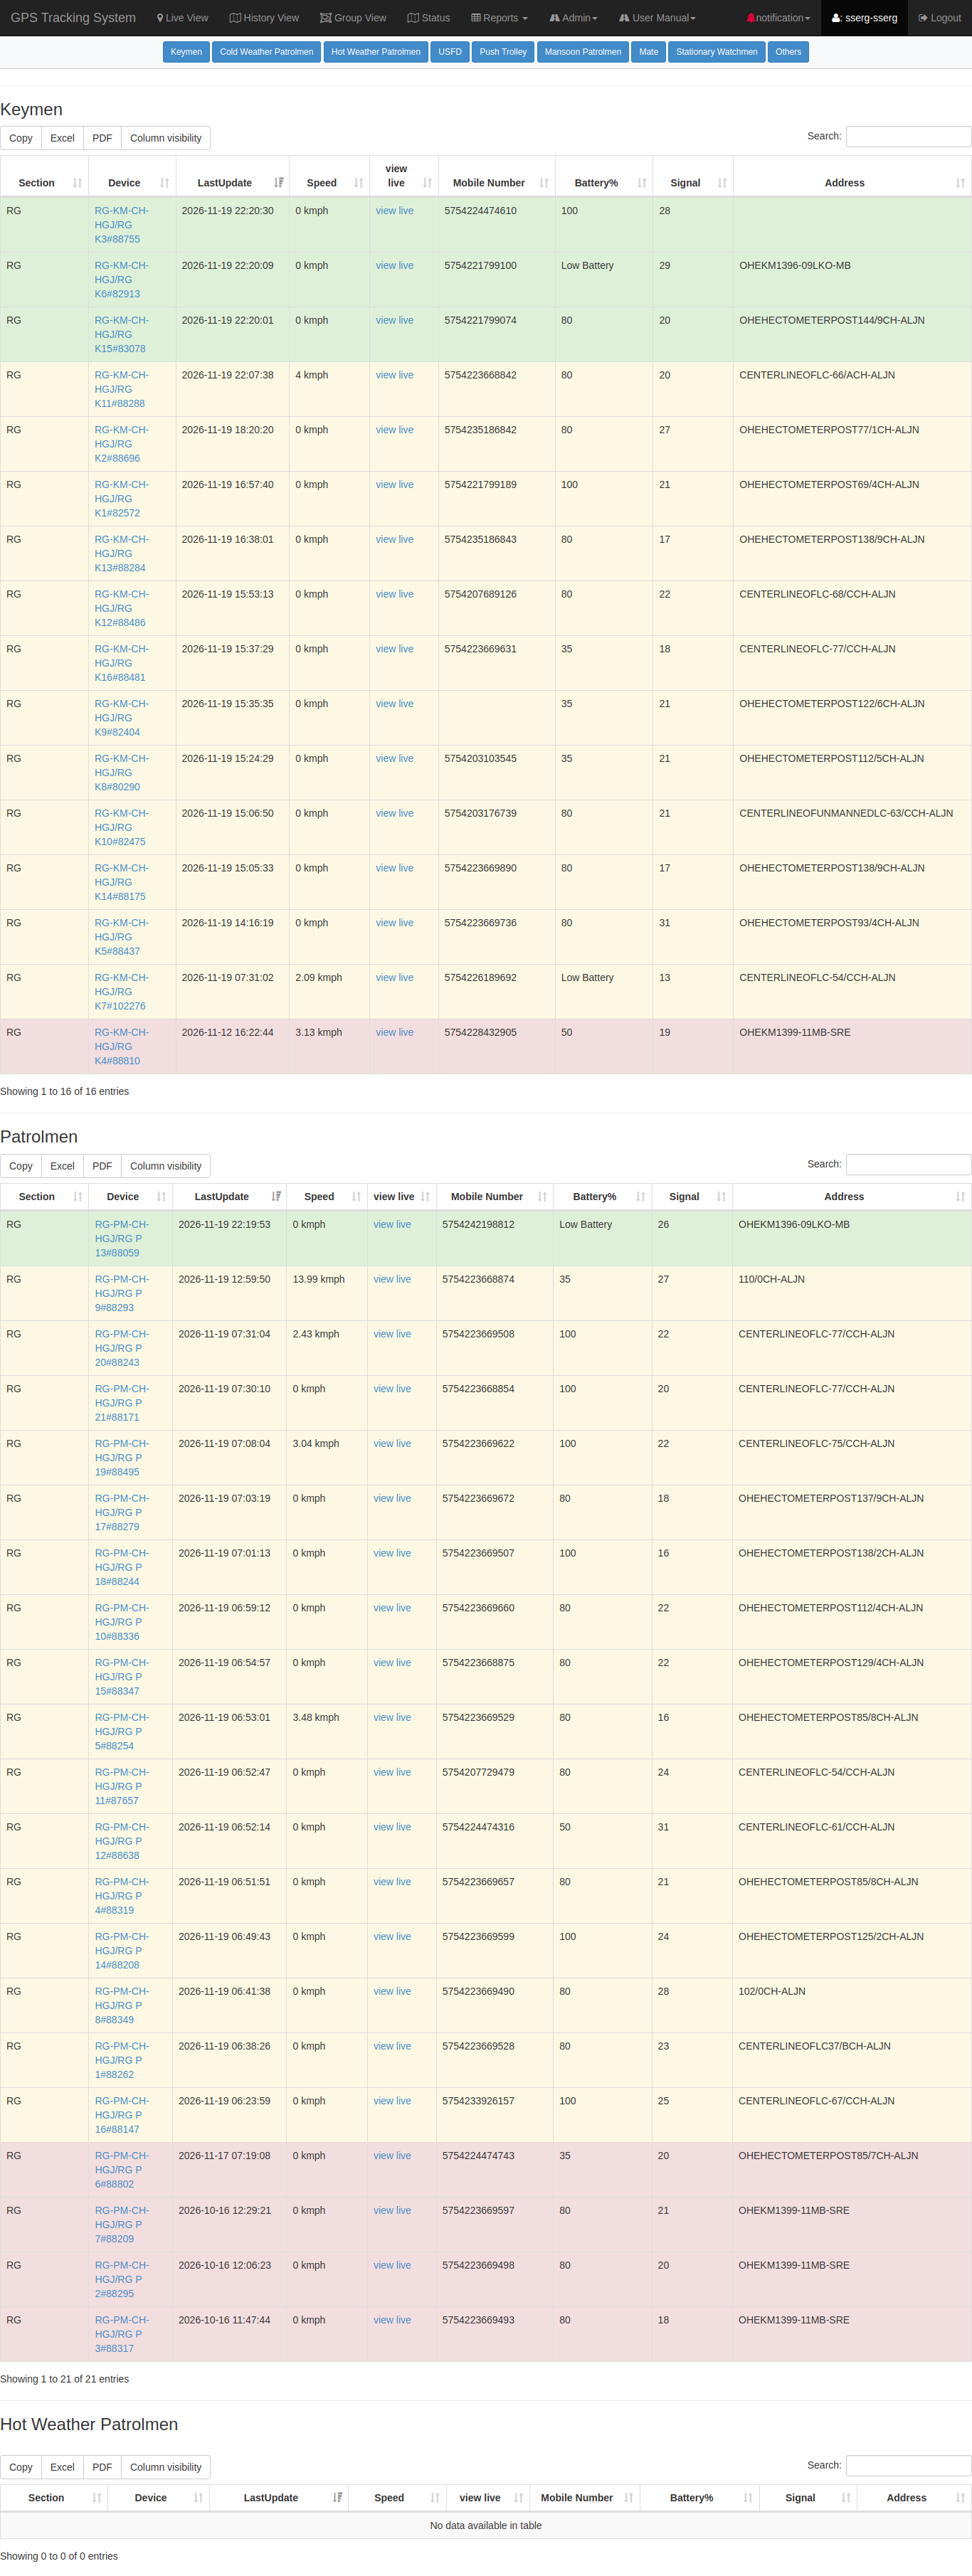 GPS Tracking System Live View History View Group View Status Reports Admin User Manual notification : sserg-sserg Logout
Keymen Cold Weather Patrolmen Hot Weather Patrolmen USFD Push Trolley Mansoon Patrolmen Mate Stationary Watchmen Others
Keymen
Copy Excel PDF Column visibility Search:
view
Section Device LastUpdate Speed live Mobile Number Battery% Signal Address
RG RG-KM-CH- 2026-11-19 22:20:30 0 kmph view live 5754224474610 100 28
HGJ/RG
K3#88755
RG RG-KM-CH- 2026-11-19 22:20:09 0 kmph view live 5754221799100 Low Battery 29 OHEKM1396-09LKO-MB
HGJ/RG
K6#82913
RG RG-KM-CH- 2026-11-19 22:20:01 0 kmph view live 5754221799074 80 20 OHEHECTOMETERPOST144/9CH-ALJN
HGJ/RG
K15#83078
RG RG-KM-CH- 2026-11-19 22:07:38 4 kmph view live 5754223668842 80 20 CENTERLINEOFLC-66/ACH-ALJN
HGJ/RG
K11#88288
RG RG-KM-CH- 2026-11-19 18:20:20 0 kmph view live 5754235186842 80 27 OHEHECTOMETERPOST77/1CH-ALJN
HGJ/RG
K2#88696
RG RG-KM-CH- 2026-11-19 16:57:40 0 kmph view live 5754221799189 100 21 OHEHECTOMETERPOST69/4CH-ALJN
HGJ/RG
K1#82572
RG RG-KM-CH- 2026-11-19 16:38:01 0 kmph view live 5754235186843 80 17 OHEHECTOMETERPOST138/9CH-ALJN
HGJ/RG
K13#88284
RG RG-KM-CH- 2026-11-19 15:53:13 0 kmph view live 5754207689126 80 22 CENTERLINEOFLC-68/CCH-ALJN
HGJ/RG
K12#88486
RG RG-KM-CH- 2026-11-19 15:37:29 0 kmph view live 5754223669631 35 18 CENTERLINEOFLC-77/CCH-ALJN
HGJ/RG
K16#88481
RG RG-KM-CH- 2026-11-19 15:35:35 0 kmph view live 35 21 OHEHECTOMETERPOST122/6CH-ALJN
HGJ/RG
K9#82404
RG RG-KM-CH- 2026-11-19 15:24:29 0 kmph view live 5754203103545 35 21 OHEHECTOMETERPOST112/5CH-ALJN
HGJ/RG
K8#80290
RG RG-KM-CH- 2026-11-19 15:06:50 0 kmph view live 5754203176739 80 21 CENTERLINEOFUNMANNEDLC-63/CCH-ALJN
HGJ/RG
K10#82475
RG RG-KM-CH- 2026-11-19 15:05:33 0 kmph view live 5754223669890 80 17 OHEHECTOMETERPOST138/9CH-ALJN
HGJ/RG
K14#88175
RG RG-KM-CH- 2026-11-19 14:16:19 0 kmph view live 5754223669736 80 31 OHEHECTOMETERPOST93/4CH-ALJN
HGJ/RG
K5#88437
RG RG-KM-CH- 2026-11-19 07:31:02 2.09 kmph view live 5754226189692 Low Battery 13 CENTERLINEOFLC-54/CCH-ALJN
HGJ/RG
K7#102276
RG RG-KM-CH- 2026-11-12 16:22:44 3.13 kmph view live 5754228432905 50 19 OHEKM1399-11MB-SRE
HGJ/RG
K4#88810
Showing 1 to 16 of 16 entries
Patrolmen
Copy Excel PDF Column visibility Search:
Section Device LastUpdate Speed view live Mobile Number Battery% Signal Address
RG RG-PM-CH- 2026-11-19 22:19:53 0 kmph view live 5754242198812 Low Battery 26 OHEKM1396-09LKO-MB
HGJ/RG P
13#88059
RG RG-PM-CH- 2026-11-19 12:59:50 13.99 kmph view live 5754223668874 35 27 110/0CH-ALJN
HGJ/RG P
9#88293
RG RG-PM-CH- 2026-11-19 07:31:04 2.43 kmph view live 5754223669508 100 22 CENTERLINEOFLC-77/CCH-ALJN
HGJ/RG P
20#88243
RG RG-PM-CH- 2026-11-19 07:30:10 0 kmph view live 5754223668854 100 20 CENTERLINEOFLC-77/CCH-ALJN
HGJ/RG P
21#88171
RG RG-PM-CH- 2026-11-19 07:08:04 3.04 kmph view live 5754223669622 100 22 CENTERLINEOFLC-75/CCH-ALJN
HGJ/RG P
19#88495
RG RG-PM-CH- 2026-11-19 07:03:19 0 kmph view live 5754223669672 80 18 OHEHECTOMETERPOST137/9CH-ALJN
HGJ/RG P
17#88279
RG RG-PM-CH- 2026-11-19 07:01:13 0 kmph view live 5754223669507 100 16 OHEHECTOMETERPOST138/2CH-ALJN
HGJ/RG P
18#88244
RG RG-PM-CH- 2026-11-19 06:59:12 0 kmph view live 5754223669660 80 22 OHEHECTOMETERPOST112/4CH-ALJN
HGJ/RG P
10#88336
RG RG-PM-CH- 2026-11-19 06:54:57 0 kmph view live 5754223668875 80 22 OHEHECTOMETERPOST129/4CH-ALJN
HGJ/RG P
15#88347
RG RG-PM-CH- 2026-11-19 06:53:01 3.48 kmph view live 5754223669529 80 16 OHEHECTOMETERPOST85/8CH-ALJN
HGJ/RG P
5#88254
RG RG-PM-CH- 2026-11-19 06:52:47 0 kmph view live 5754207729479 80 24 CENTERLINEOFLC-54/CCH-ALJN
HGJ/RG P
11#87657
RG RG-PM-CH- 2026-11-19 06:52:14 0 kmph view live 5754224474316 50 31 CENTERLINEOFLC-61/CCH-ALJN
HGJ/RG P
12#88638
RG RG-PM-CH- 2026-11-19 06:51:51 0 kmph view live 5754223669657 80 21 OHEHECTOMETERPOST85/8CH-ALJN
HGJ/RG P
4#88319
RG RG-PM-CH- 2026-11-19 06:49:43 0 kmph view live 5754223669599 100 24 OHEHECTOMETERPOST125/2CH-ALJN
HGJ/RG P
14#88208
RG RG-PM-CH- 2026-11-19 06:41:38 0 kmph view live 5754223669490 80 28 102/0CH-ALJN
HGJ/RG P
8#88349
RG RG-PM-CH- 2026-11-19 06:38:26 0 kmph view live 5754223669528 80 23 CENTERLINEOFLC37/BCH-ALJN
HGJ/RG P
1#88262
RG RG-PM-CH- 2026-11-19 06:23:59 0 kmph view live 5754233926157 100 25 CENTERLINEOFLC-67/CCH-ALJN
HGJ/RG P
16#88147
RG RG-PM-CH- 2026-11-17 07:19:08 0 kmph view live 5754224474743 35 20 OHEHECTOMETERPOST85/7CH-ALJN
HGJ/RG P
6#88802
RG RG-PM-CH- 2026-10-16 12:29:21 0 kmph view live 5754223669597 80 21 OHEKM1399-11MB-SRE
HGJ/RG P
7#88209
RG RG-PM-CH- 2026-10-16 12:06:23 0 kmph view live 5754223669498 80 20 OHEKM1399-11MB-SRE
HGJ/RG P
2#88295
RG RG-PM-CH- 2026-10-16 11:47:44 0 kmph view live 5754223669493 80 18 OHEKM1399-11MB-SRE
HGJ/RG P
3#88317
Showing 1 to 21 of 21 entries
Hot Weather Patrolmen
Copy Excel PDF Column visibility Search:
Section Device LastUpdate Speed view live Mobile Number Battery% Signal Address
No data available in table
Showing 0 to 0 of 0 entries